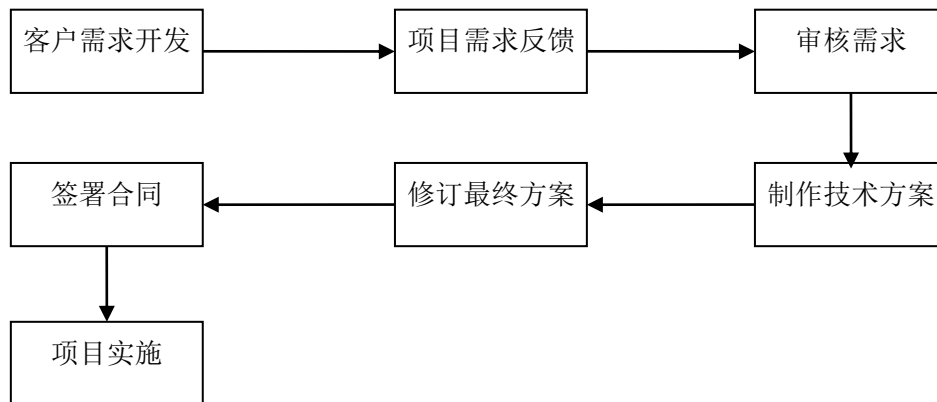 客户需求开发
项目需求反馈
审核需求
制作技术方案
修订最终方案
签署合同
项目实施